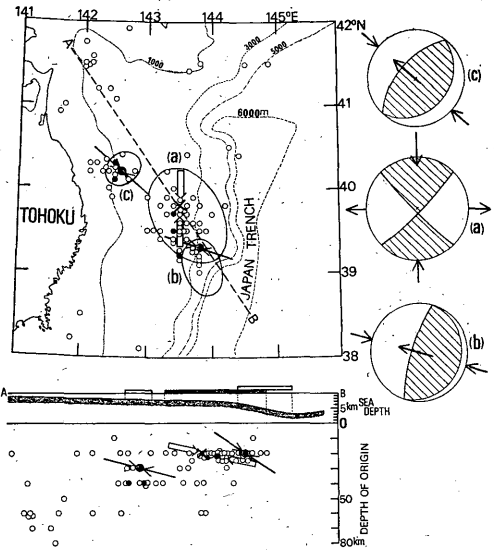 141 142 143 144 145°E
42°N
41
40
39
38
A
1000
3000
5000
6000m
(a)
(b)
(c)
TOHOKU
JAPAN TRENCH
B
(c)
(a)
(b)
A B
5km SEA DEPTH
0
50
80km
DEPTH OF ORIGIN